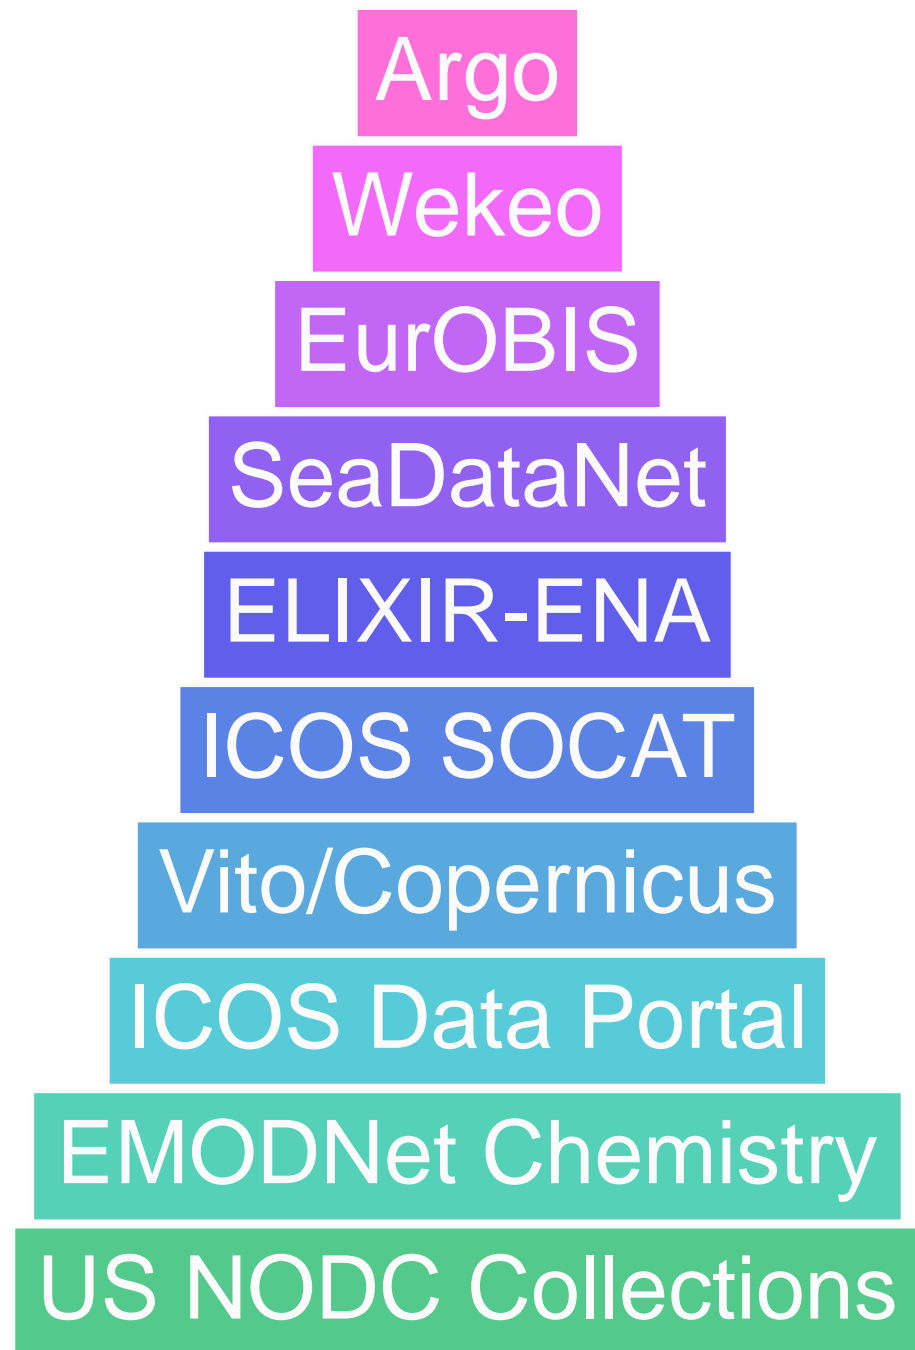 Argo
Wekeo
EurOBIS
SeaDataNet
ELIXIR-ENA
ICOS SOCAT
Vito/Copernicus
ICOS Data Portal
EMODNet Chemistry
US NODC Collections